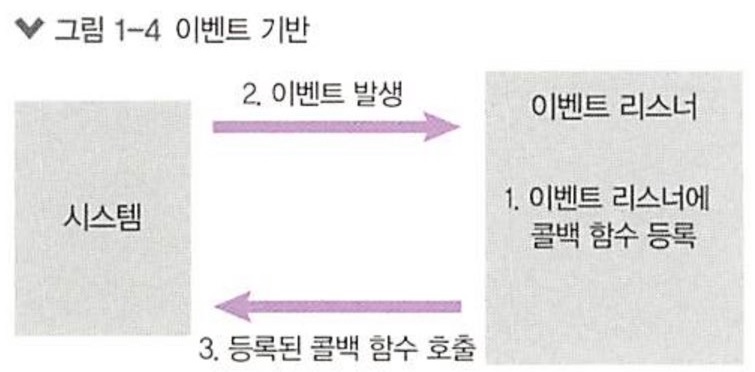 그림 1-4 이벤트 기반
2. 이벤트 발생
이벤트 리스너
시스템
1. 이벤트 리스너에
콜백 함수 등록
3. 등록된 콜백 함수 호출